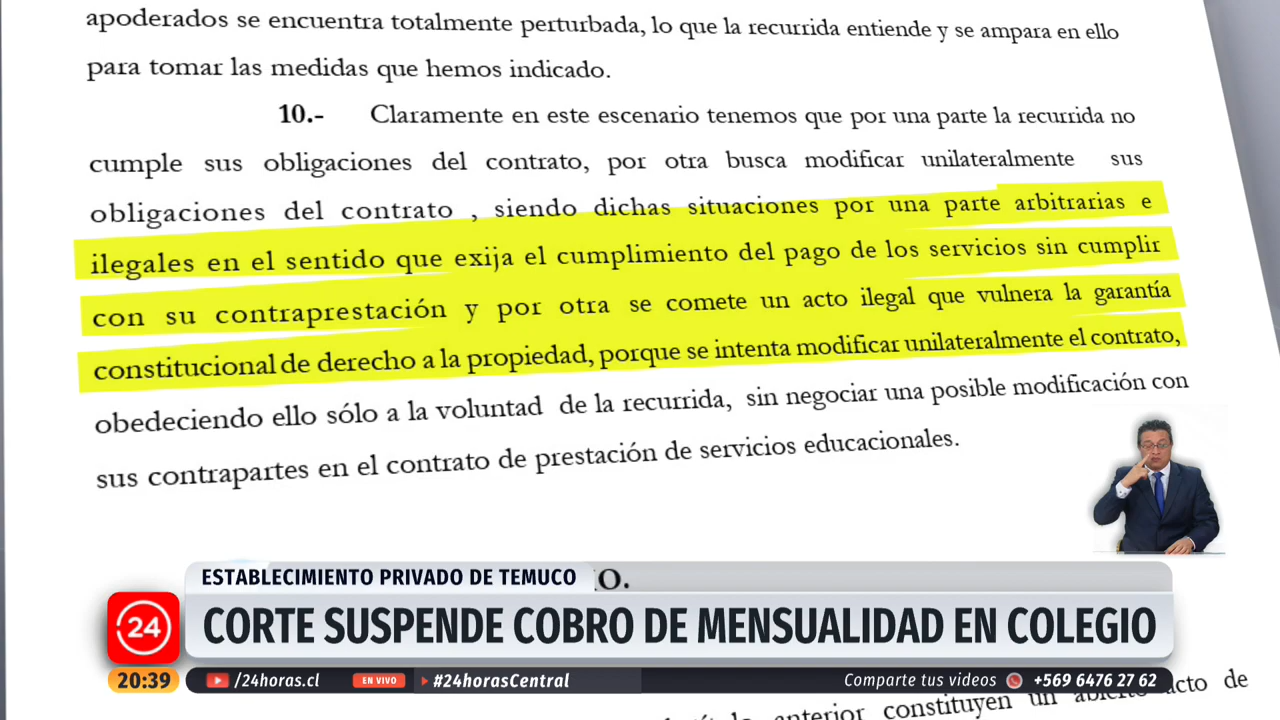 apoderados se encuentra totalmente perturbada, lo que la recurrida entiende y se ampara en ello
para tomar las medidas que hemos indicado.
10.- Claramente en este escenario tenemos que por una parte la recurrida no
cumple sus obligaciones del contrato, por otra busca modificar unilateralmente sus
obligaciones del contrato , siendo dichas situaciones por una parte arbitrarias e
ilegales en el sentido que exija el cumplimiento del pago de los servicios sin cumplir
con su contraprestación y por otra se comete un acto ilegal que vulnera la garantía
constitucional de derecho a la propiedad, porque se intenta modificar unilateralmente el contrato,
obedeciendo ello sólo a la voluntad de la recurrida, sin negociar una posible modificación con
sus contrapartes en el contrato de prestación de servicios educacionales.
ESTABLECIMIENTO PRIVADO DE TEMUCO
O.
24
CORTE SUSPENDE COBRO DE MENSUALIDAD EN COLEGIO
20:39 /24horas.cl EN VIVO #24horasCentral Comparte tus videos +569 6476 27 62
anterior constituyen un abierto acto de